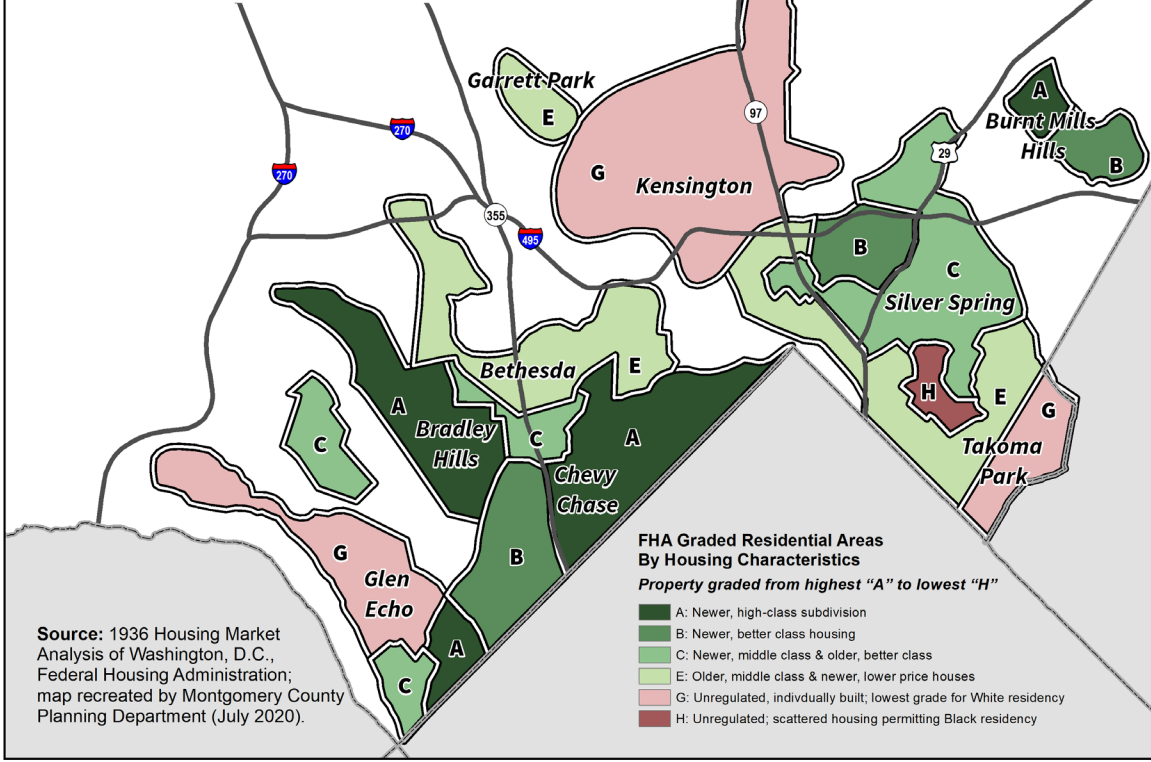 Garrett Park
E
270
270
97
A
Burnt Mills
Hills
B
29
G
Kensington
355
495
B
C
Silver Spring
Bethesda
E
H
E
G
Takoma
Park
A
Bradley
Hills
C
A
C
Chevy
Chase
B
G
Glen
Echo
A
C
FHA Graded Residential Areas
By Housing Characteristics
Property graded from highest “A” to lowest “H”
A: Newer, high-class subdivision
B: Newer, better class housing
C: Newer, middle class & older, better class
E: Older, middle class & newer, lower price houses
G: Unregulated, indivdually built; lowest grade for White residency
H: Unregulated; scattered housing permitting Black residency
Source: 1936 Housing Market
Analysis of Washington, D.C.,
Federal Housing Administration;
map recreated by Montgomery County
Planning Department (July 2020).